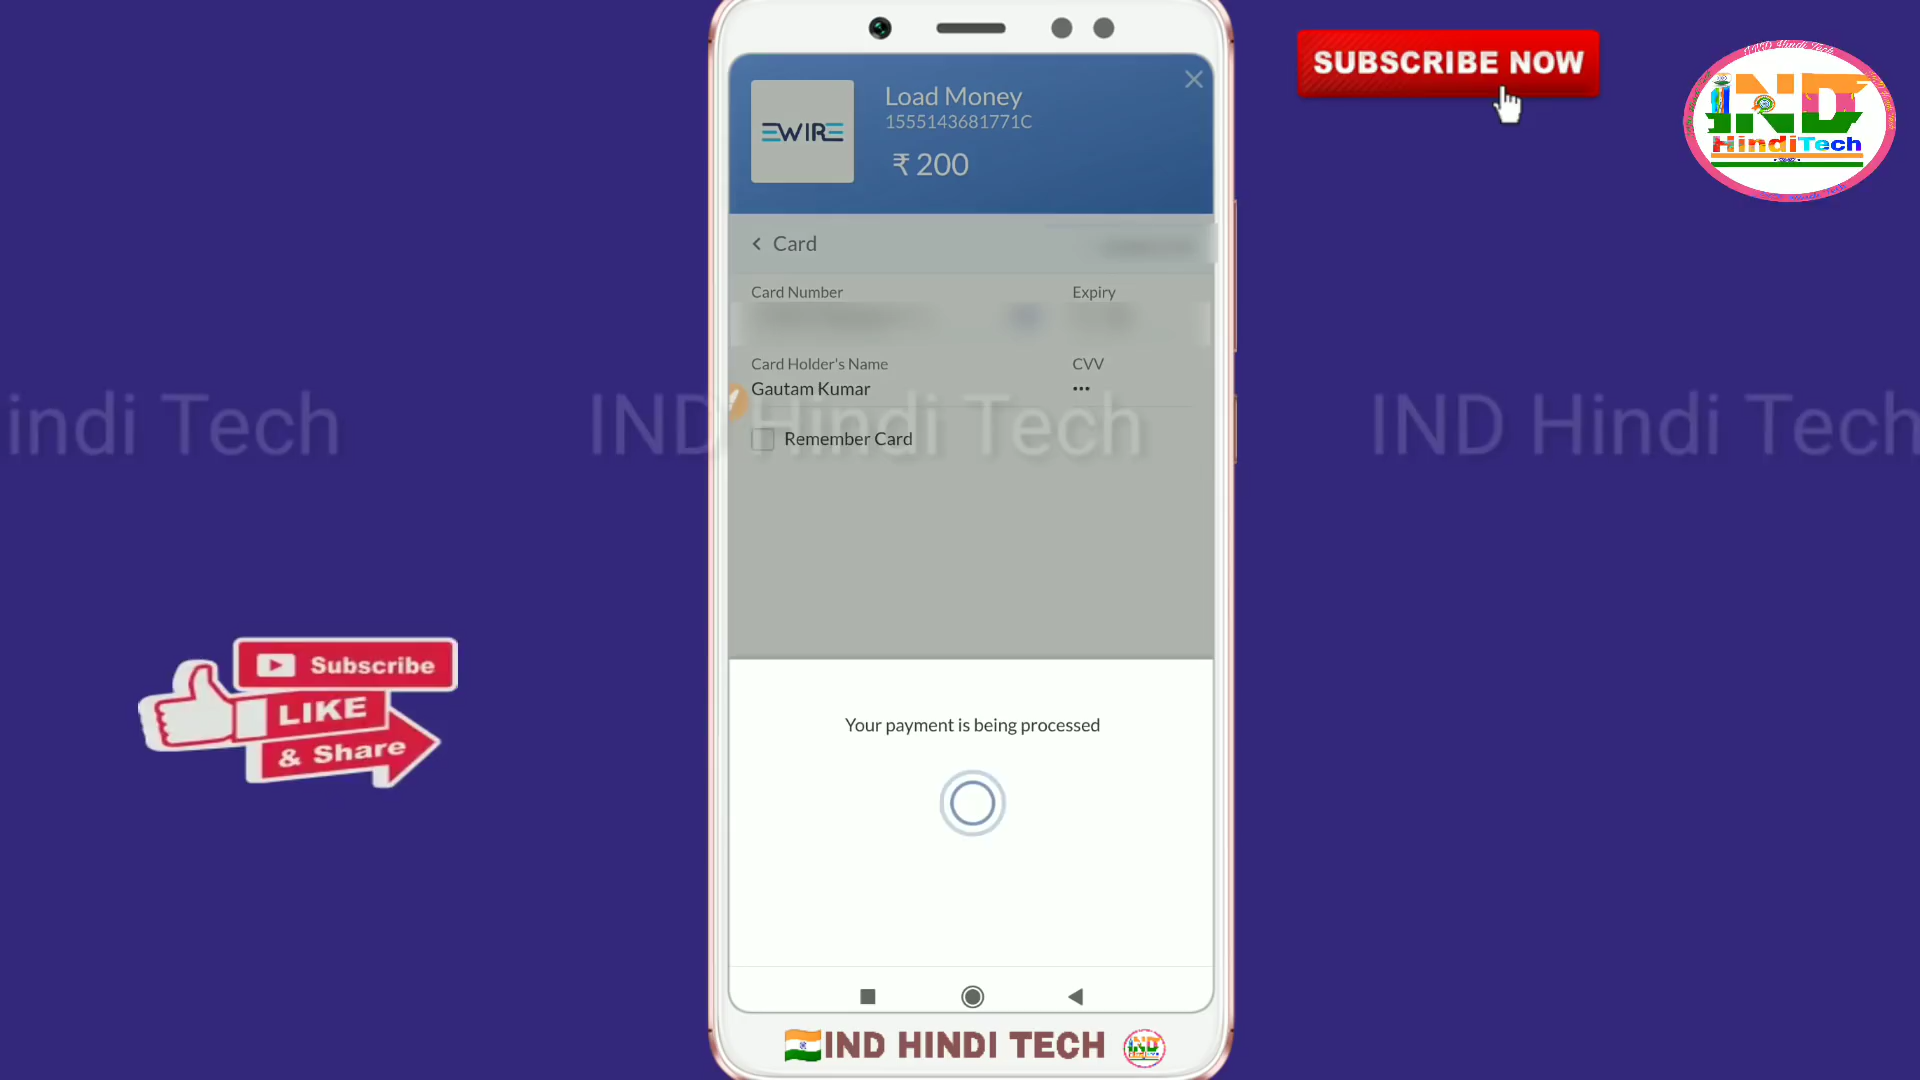 SUBSCRIBE NOW
IND
HindiTech
EWIRE
Load Money
1555143681771C
₹ 200
Card
Card Number
Expiry
Card Holder's Name
CVV
Gautam Kumar
•••
indi Tech
IND Hindi Tech
IND Hindi Tech
Remember Card
Subscribe
LIKE
& Share
Your payment is being processed
IND HINDI TECH
IND